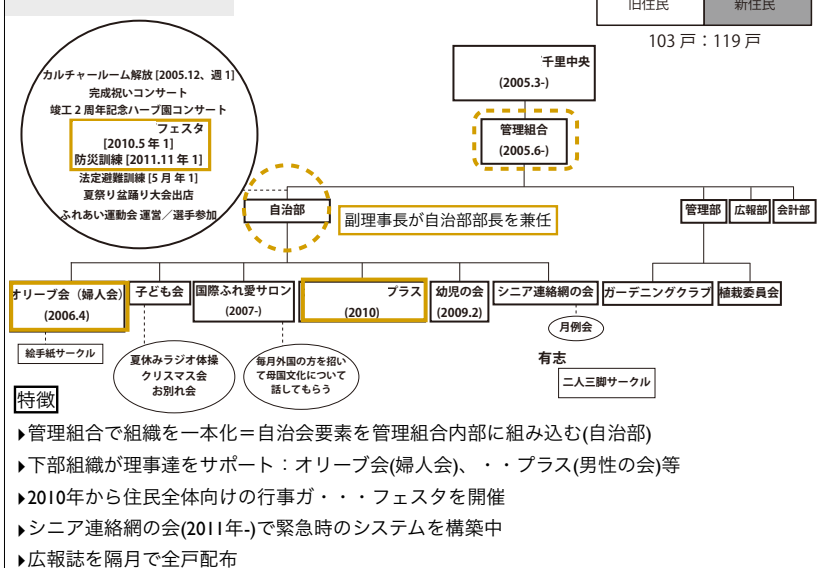 旧住民
新住民
103戸：119戸
カルチャールーム解放 [2005.12、週 1]
完成祝いコンサート
竣工 2 周年記念ハーブ園コンサート
フェスタ
[2010.5 年 1]
防災訓練 [2011.11 年 1]
法定避難訓練 [5 月 年 1]
夏祭り盆踊り大会出店
ふれあい運動会 運営／選手参加
千里中央
(2005.3-)
管理組合
(2005.6-)
自治部
副理事長が自治部部長を兼任
管理部
広報部
会計部
オリーブ会（婦人会）
(2006.4)
子ども会
国際ふれ愛サロン
(2007-)
プラス
(2010)
幼児の会
(2009.2)
シニア連絡網の会
ガーデニングクラブ
植栽委員会
絵手紙サークル
夏休みラジオ体操
クリスマス会
お別れ会
毎月外国の方を招い
て母国文化について
話してもらう
月例会
有志
二人三脚サークル
特徴
▸管理組合で組織を一本化＝自治会要素を管理組合内部に組み込む(自治部)
▸下部組織が理事達をサポート：オリーブ会(婦人会)、・・プラス(男性の会)等
▸2010年から住民全体向けの行事ガ・・・フェスタを開催
▸シニア連絡網の会(2011年-)で緊急時のシステムを構築中
▸広報誌を隔月で全戸配布